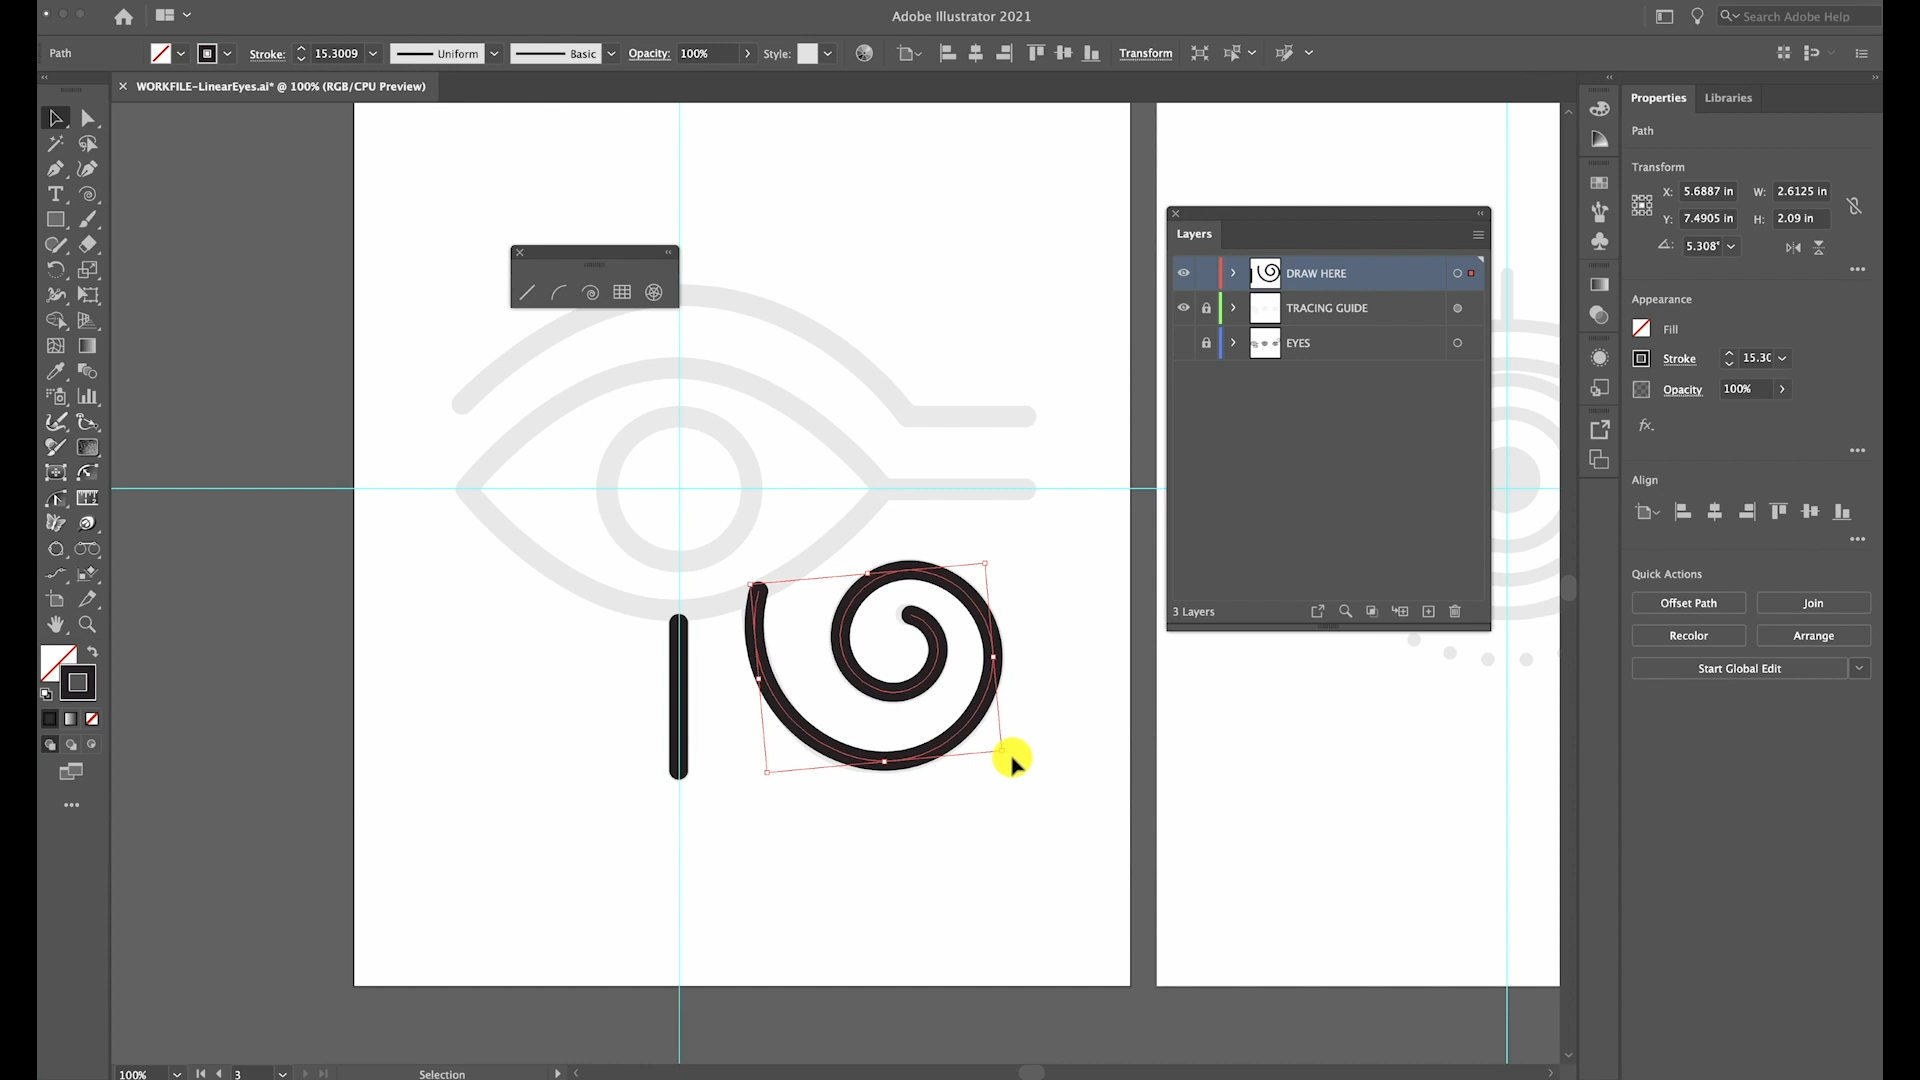 Adobe Illustrator 2021
Search Adobe Help
Path
Stroke:
15.3009
Uniform
Basic
Opacity:
100%
Style:
Transform
WORKFILE-LinearEyes.ai* @ 100% (RGB/CPU Preview)
Properties
Libraries
Path
Transform
X:
5.6887 in
W:
2.6125 in
Y:
7.4905 in
H:
2.09 in
5.308°
Appearance
Fill
Stroke
15.30
Opacity
100%
fx.
Align
Quick Actions
Offset Path
Join
Recolor
Arrange
Start Global Edit
Layers
DRAW HERE
TRACING GUIDE
EYES
3 Layers
100%
3
Selection